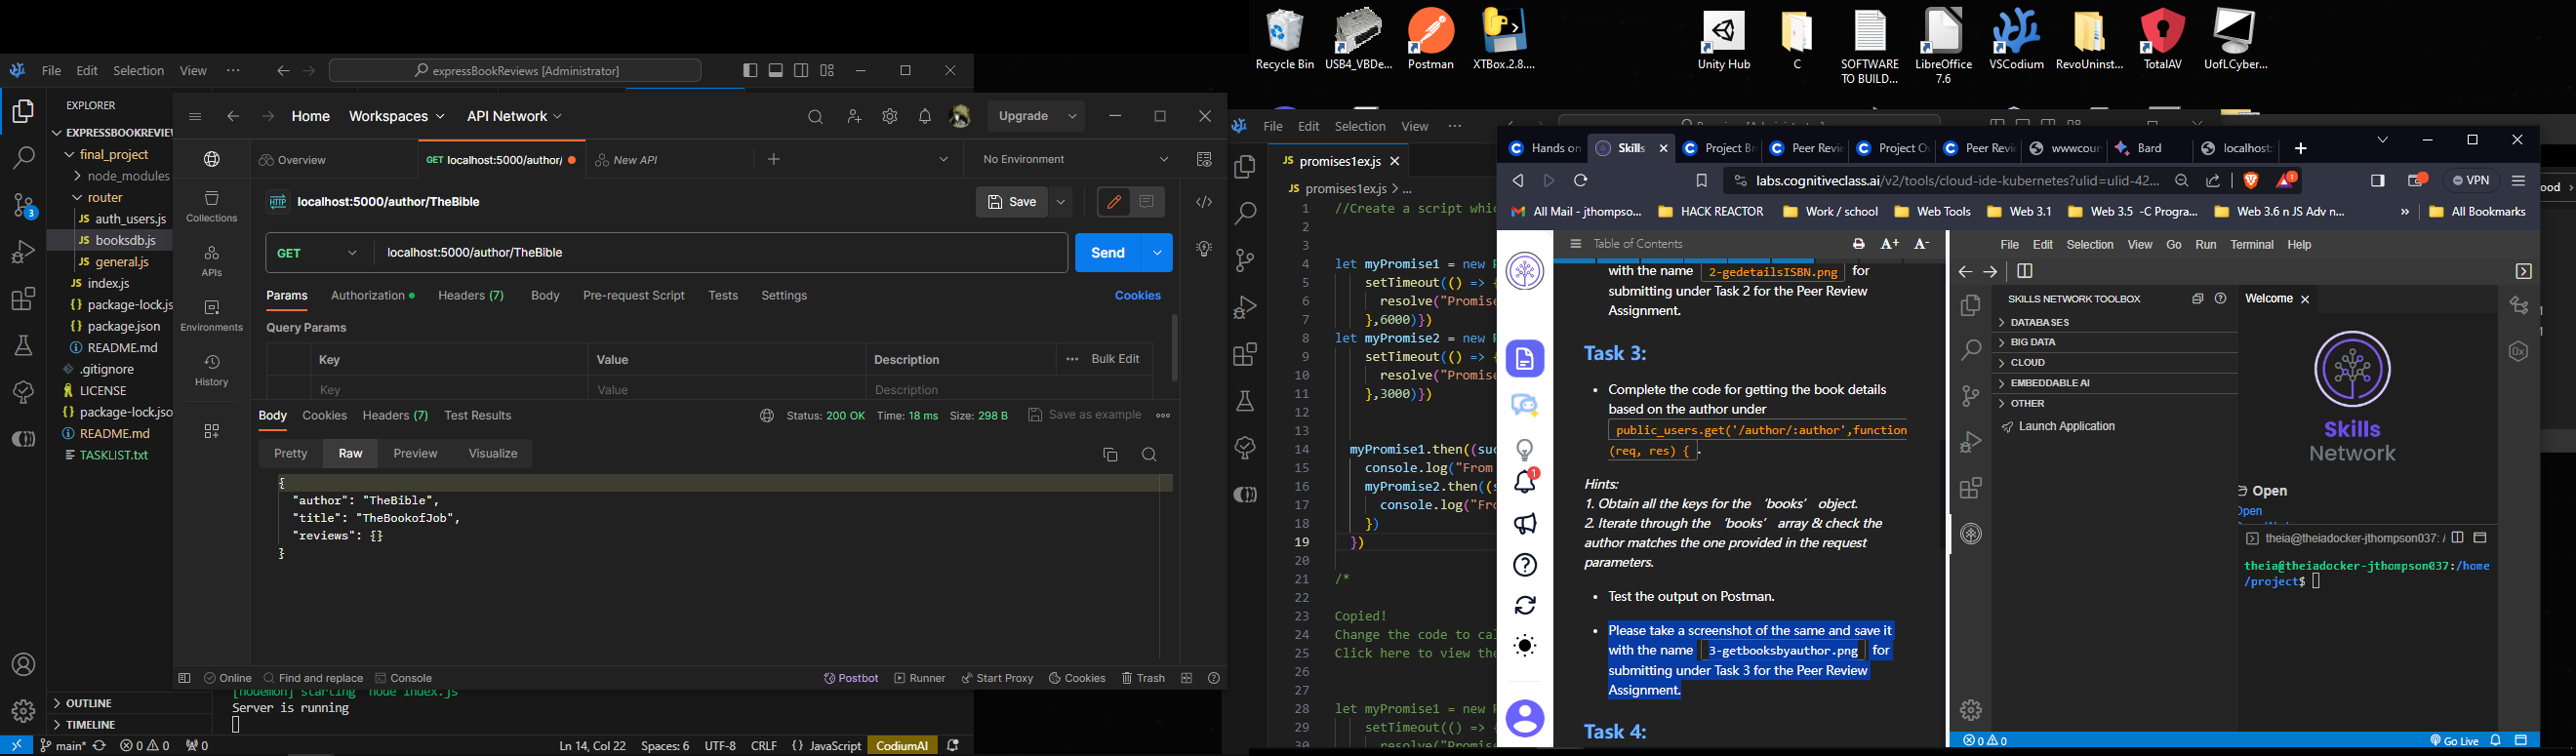 Recycle Bin
USB4_VBDe...
Postman
XTBox.2.8....
Unity Hub
C
SOFTWARE
TO BUILD...
LibreOffice
7.6
VSCodium
RevoUninst...
TotalAV
UofLCyber...
File Edit Selection View ···
expressBookReviews [Administrator]
EXPLORER
EXPRESSBOOKREVIEW
final_project
node_modules
router
JS auth_users.js
JS booksdb.js
JS general.js
JS index.js
{} package-lock.js
{} package.json
README.md
.gitignore
LICENSE
{} package-lock.jso
README.md
TASKLIST.txt
OUTLINE
TIMELINE
3
Home Workspaces API Network
Upgrade
Overview
GET localhost:5000/author/
New API
No Environment
Collections
APIs
Environments
History
HTTP localhost:5000/author/TheBible
Save
GET localhost:5000/author/TheBible
Send
Params Authorization Headers (7) Body Pre-request Script Tests Settings
Cookies
Query Params
Key Value Description ··· Bulk Edit
Key Value Description
Body Cookies Headers (7) Test Results
Status: 200 OK Time: 18 ms Size: 298 B Save as example
Pretty Raw Preview Visualize
{
"author": "TheBible",
"title": "TheBookofJob",
"reviews": {}
}
Online Find and replace Console
Postbot Runner Start Proxy Cookies Trash
[nodemon] starting `node index.js`
Server is running
main* 0 0 0
Ln 14, Col 22 Spaces: 6 UTF-8 CRLF {} JavaScript CodiumAI
File Edit Selection View ···
JS promises1ex.js
JS promises1ex.js > ...
1 //Create a script whic
2
3
4 let myPromise1 = new P
5 setTimeout(() => {
6 resolve("Promise
7 },6000)})
8 let myPromise2 = new P
9 setTimeout(() => {
10 resolve("Promise
11 },3000)})
12
13
14 myPromise1.then((suc
15 console.log("From
16 myPromise2.then((s
17 console.log("Fro
18 })
19 })
20
21 /*
22
23 Copied!
24 Change the code to cal
25 Click here to view the
26
27
28 let myPromise1 = new P
29 setTimeout(() => {
30 resolve("Promise
Hands on
Skills
Project Br
Peer Revie
Project Ov
Peer Revie
wwwcour
Bard
localhost:
labs.cognitiveclass.ai/v2/tools/cloud-ide-kubernetes?ulid=ulid-42...
1
VPN
All Mail - jthompso...
HACK REACTOR
Work / school
Web Tools
Web 3.1
Web 3.5 -C Progra...
Web 3.6 n JS Adv n...
»
All Bookmarks
Table of Contents
A+ A-
with the name 2-gedetailsISBN.png for
submitting under Task 2 for the Peer Review
Assignment.
Task 3:
Complete the code for getting the book details
based on the author under
public_users.get('/author/:author',function
(req, res) { .
Hints:
1. Obtain all the keys for the ‘books’ object.
2. Iterate through the ‘books’ array & check the
author matches the one provided in the request
parameters.
Test the output on Postman.
Please take a screenshot of the same and save it
with the name 3-getbooksbyauthor.png for
submitting under Task 3 for the Peer Review
Assignment.
Task 4:
1
File Edit Selection View Go Run Terminal Help
SKILLS NETWORK TOOLBOX
DATABASES
BIG DATA
CLOUD
EMBEDDABLE AI
OTHER
Launch Application
Welcome
Skills
Network
Open
Open
theia@theiadocker-jthompson037: /
theia@theiadocker-jthompson037:/home
/project$
0 0
Go Live
ood